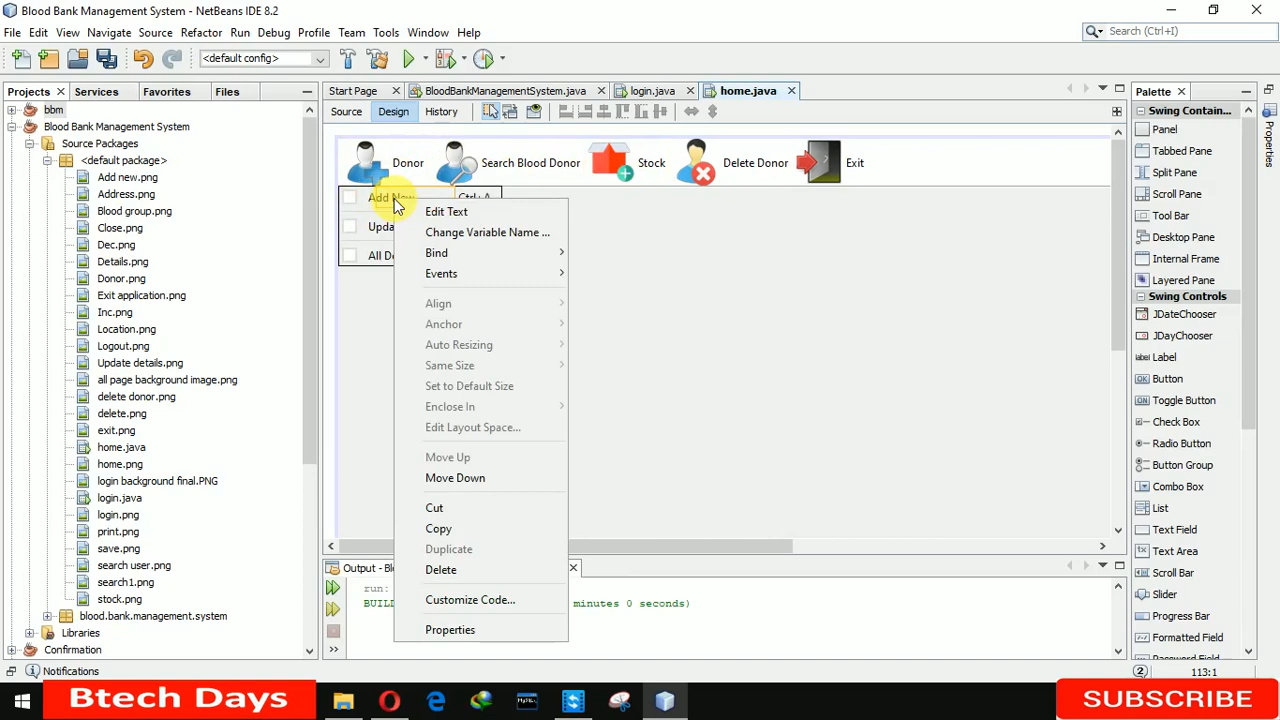 Blood Bank Management System - NetBeans IDE 8.2
File Edit View Navigate Source Refactor Run Debug Profile Team Tools Window Help
Search (Ctrl+I)
<default config>
Projects Services Favorites Files
Start Page BloodBankManagementSystem.java login.java home.java
Palette
Source Design History
bbm
Blood Bank Management System
Source Packages
<default package>
Add new.png
Address.png
Blood group.png
Close.png
Dec.png
Details.png
Donor.png
Exit application.png
Inc.png
Location.png
Logout.png
Update details.png
all page background image.png
delete donor.png
delete.png
exit.png
home.java
home.png
login background final.PNG
login.java
login.png
print.png
save.png
search user.png
search1.png
stock.png
blood.bank.management.system
Libraries
Confirmation
Donor Search Blood Donor Stock Delete Donor Exit
Add New Ctrl+A
Upda
All D
Edit Text
Change Variable Name ...
Bind
Events
Align
Anchor
Auto Resizing
Same Size
Set to Default Size
Enclose In
Edit Layout Space...
Move Up
Move Down
Cut
Copy
Duplicate
Delete
Customize Code...
Properties
Output - Bl
run:
BUIL minutes 0 seconds)
Swing Contain...
Panel
Tabbed Pane
Split Pane
Scroll Pane
Tool Bar
Desktop Pane
Internal Frame
Layered Pane
Swing Controls
JDateChooser
JDayChooser
Label
Button
Toggle Button
Check Box
Radio Button
Button Group
Combo Box
List
Text Field
Text Area
Scroll Bar
Slider
Progress Bar
Formatted Field
Properties
Notifications
113:1
Btech Days
SUBSCRIBE